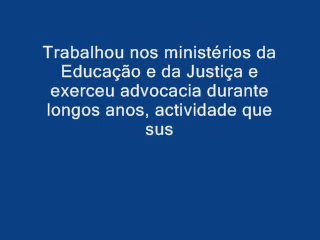 Trabalhou nos ministérios da
Educação e da Justiça e
exerceu advocacia durante
longos anos, actividade que
sus